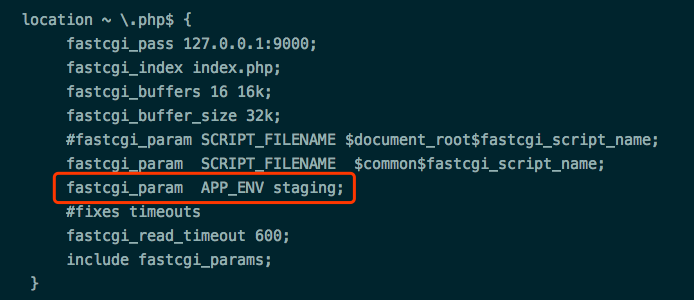 location ~ \.php$ {
fastcgi_pass 127.0.0.1:9000;
fastcgi_index index.php;
fastcgi_buffers 16 16k;
fastcgi_buffer_size 32k;
#fastcgi_param SCRIPT_FILENAME $document_root$fastcgi_script_name;
fastcgi_param  SCRIPT_FILENAME  $common$fastcgi_script_name;
fastcgi_param  APP_ENV staging;
#fixes timeouts
fastcgi_read_timeout 600;
include fastcgi_params;
}